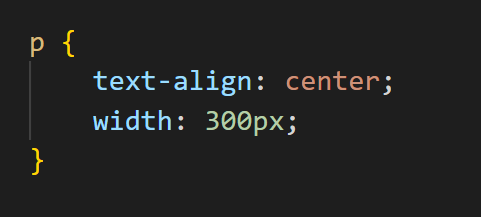 p {
    text-align: center;
    width: 300px;
}